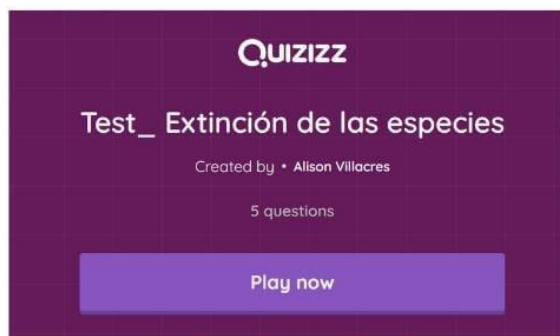 Quizizz
Test_ Extinción de las especies
Created by • Alison Villacres
5 questions
Play now